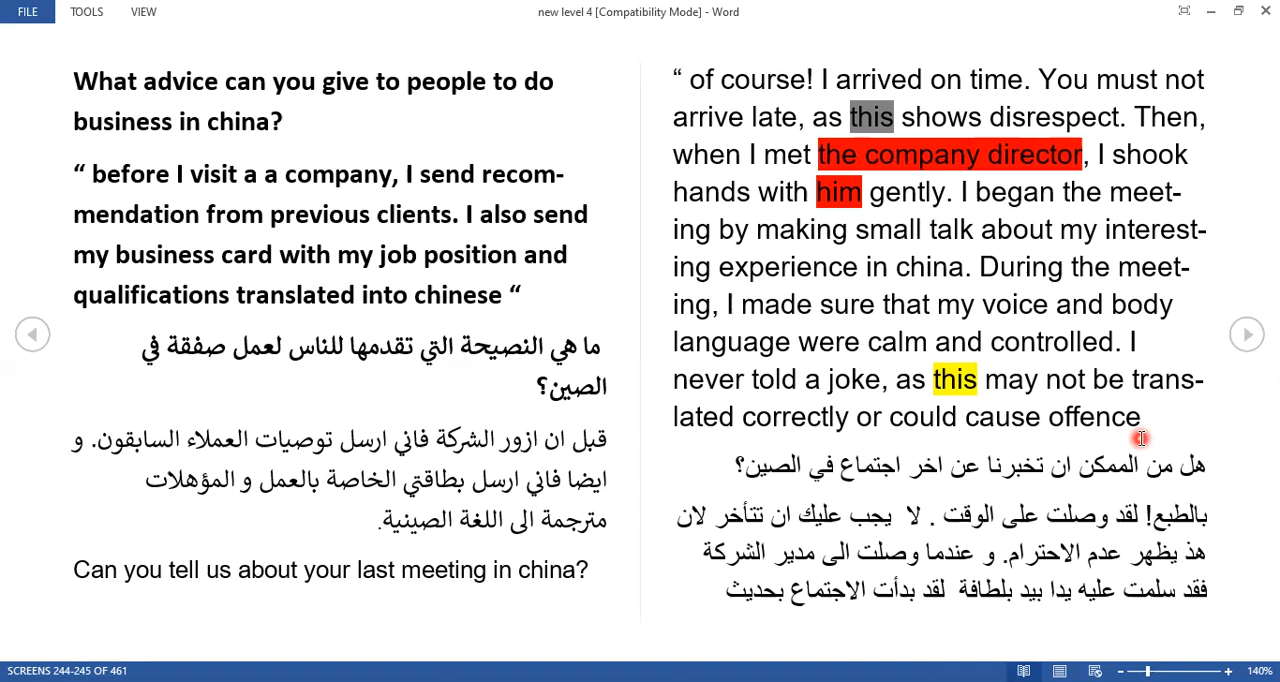 FILE TOOLS VIEW
new level 4 [Compatibility Mode] - Word
What advice can you give to people to do
business in china?
“ before I visit a a company, I send recom-
mendation from previous clients. I also send
my business card with my job position and
qualifications translated into chinese “
ما هي النصيحة التي تقدمها للناس لعمل صفقة في
الصين؟
قبل ان ازور الشركة فاني ارسل توصيات العملاء السابقون. و
ايضا فاني ارسل بطاقتي الخاصة بالعمل و المؤهلات
مترجمة الى اللغة الصينية.
Can you tell us about your last meeting in china?
“ of course! I arrived on time. You must not
arrive late, as this shows disrespect. Then,
when I met the company director, I shook
hands with him gently. I began the meet-
ing by making small talk about my interest-
ing experience in china. During the meet-
ing, I made sure that my voice and body
language were calm and controlled. I
never told a joke, as this may not be trans-
lated correctly or could cause offence
هل من الممكن ان تخبرنا عن اخر اجتماع في الصين؟
بالطبع! لقد وصلت على الوقت . لا يجب عليك ان تتأخر لان
هذ يظهر عدم الاحترام. و عندما وصلت الى مدير الشركة
فقد سلمت عليه يدا بيد بلطافة لقد بدأت الاجتماع بحديث
SCREENS 244-245 OF 461
140%